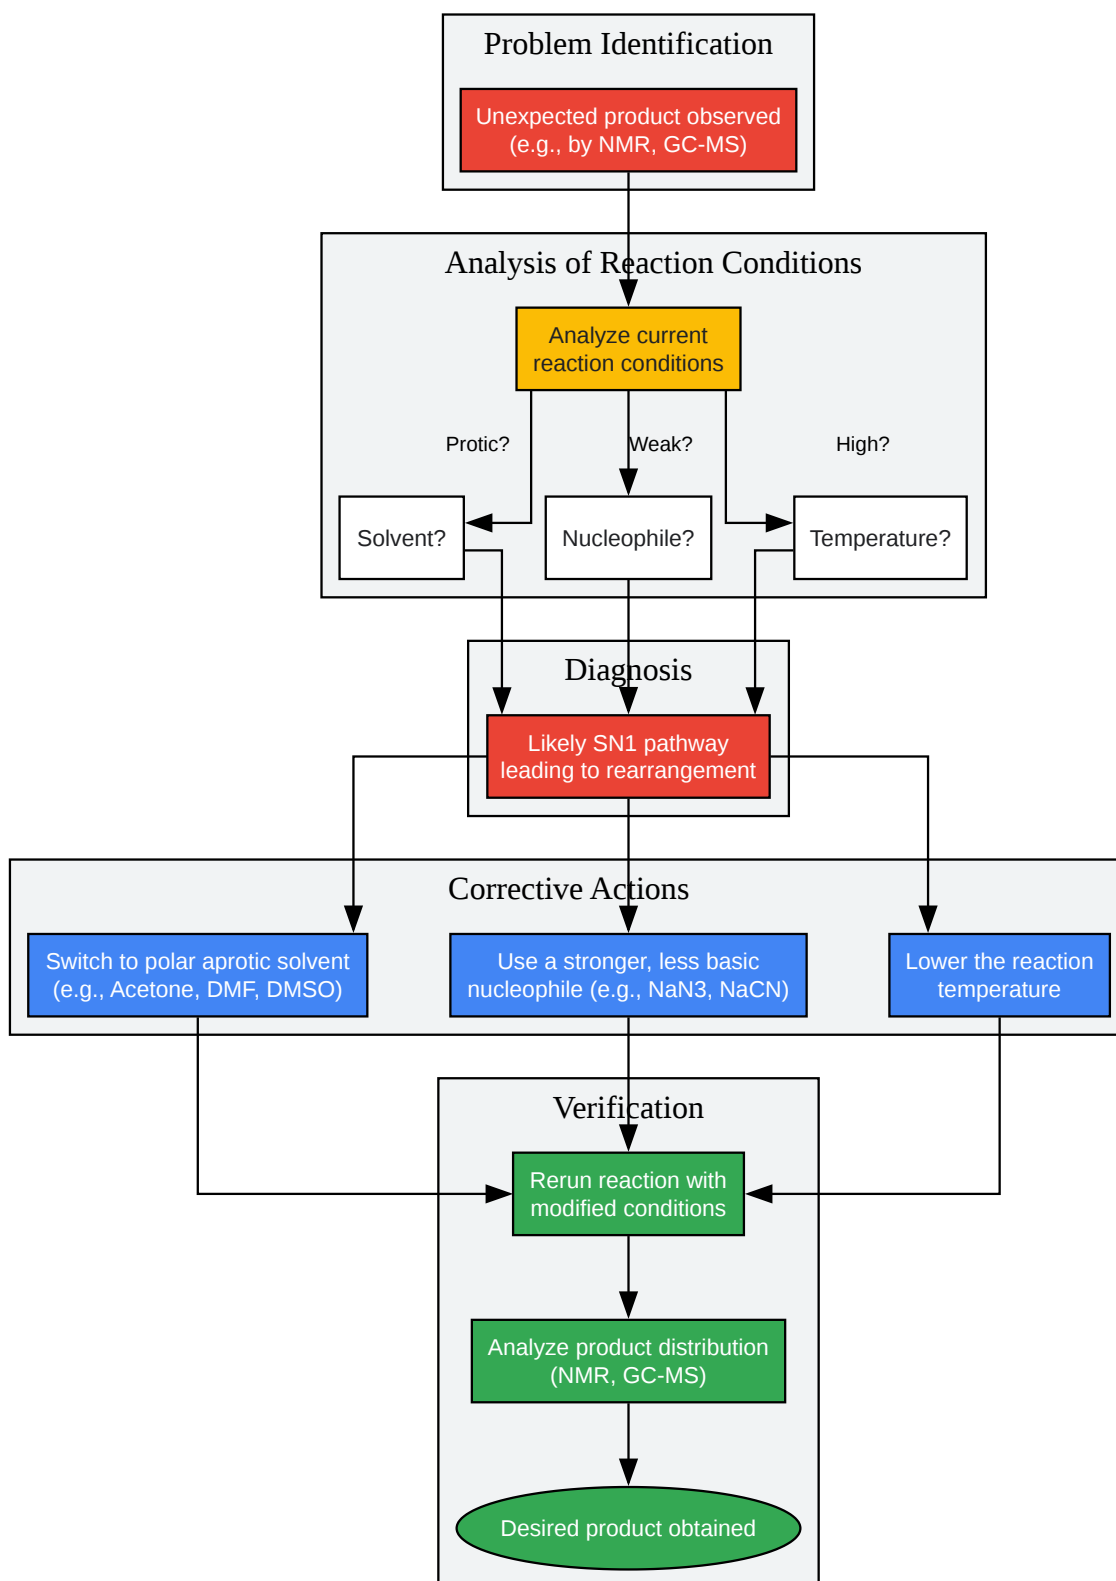 Problem Identification
Unexpected product observed
(e.g., by NMR, GC-MS)
Analysis of Reaction Conditions
Analyze current
reaction conditions
Protic?
Weak?
High?
Solvent?
Nucleophile?
Temperature?
Diagnosis
Likely SN1 pathway
leading to rearrangement
Corrective Actions
Switch to polar aprotic solvent
(e.g., Acetone, DMF, DMSO)
Use a stronger, less basic
nucleophile (e.g., NaN3, NaCN)
Lower the reaction
temperature
Verification
Rerun reaction with
modified conditions
Analyze product distribution
(NMR, GC-MS)
Desired product obtained